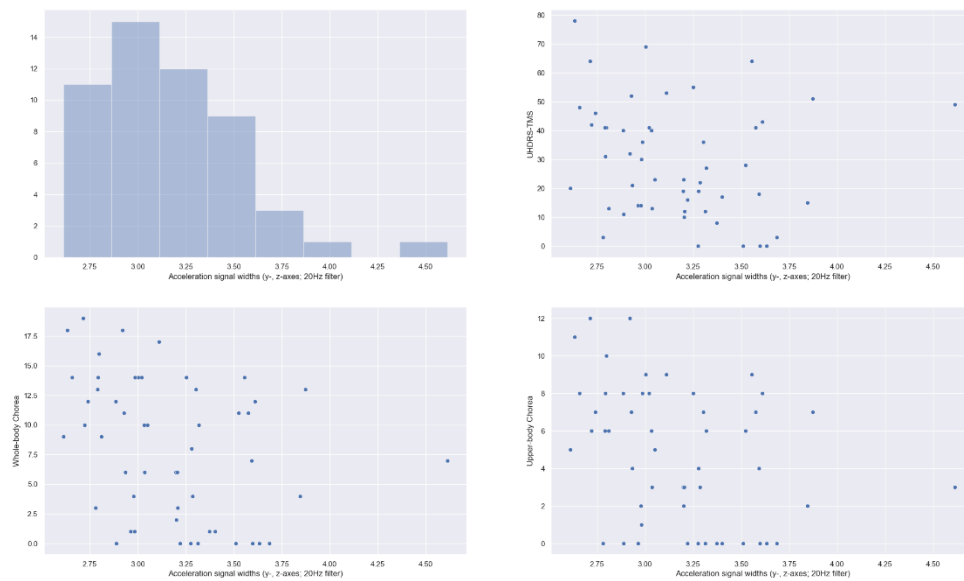 14
12
10
8
6
4
2
0
2.75 3.00 3.25 3.50 3.75 4.00 4.25 4.50
Acceleration signal widths (y-, z-axes; 20Hz filter)
UHDRS-TMS
80
70
60
50
40
30
20
10
0
2.75 3.00 3.25 3.50 3.75 4.00 4.25 4.50
Acceleration signal widths (y-, z-axes; 20Hz filter)
Whole-body Chorea
17.5
15.0
12.5
10.0
7.5
5.0
2.5
0.0
2.75 3.00 3.25 3.50 3.75 4.00 4.25 4.50
Acceleration signal widths (y-, z-axes; 20Hz filter)
Upper-body Chorea
12
10
8
6
4
2
0
2.75 3.00 3.25 3.50 3.75 4.00 4.25 4.50
Acceleration signal widths (y-, z-axes; 20Hz filter)